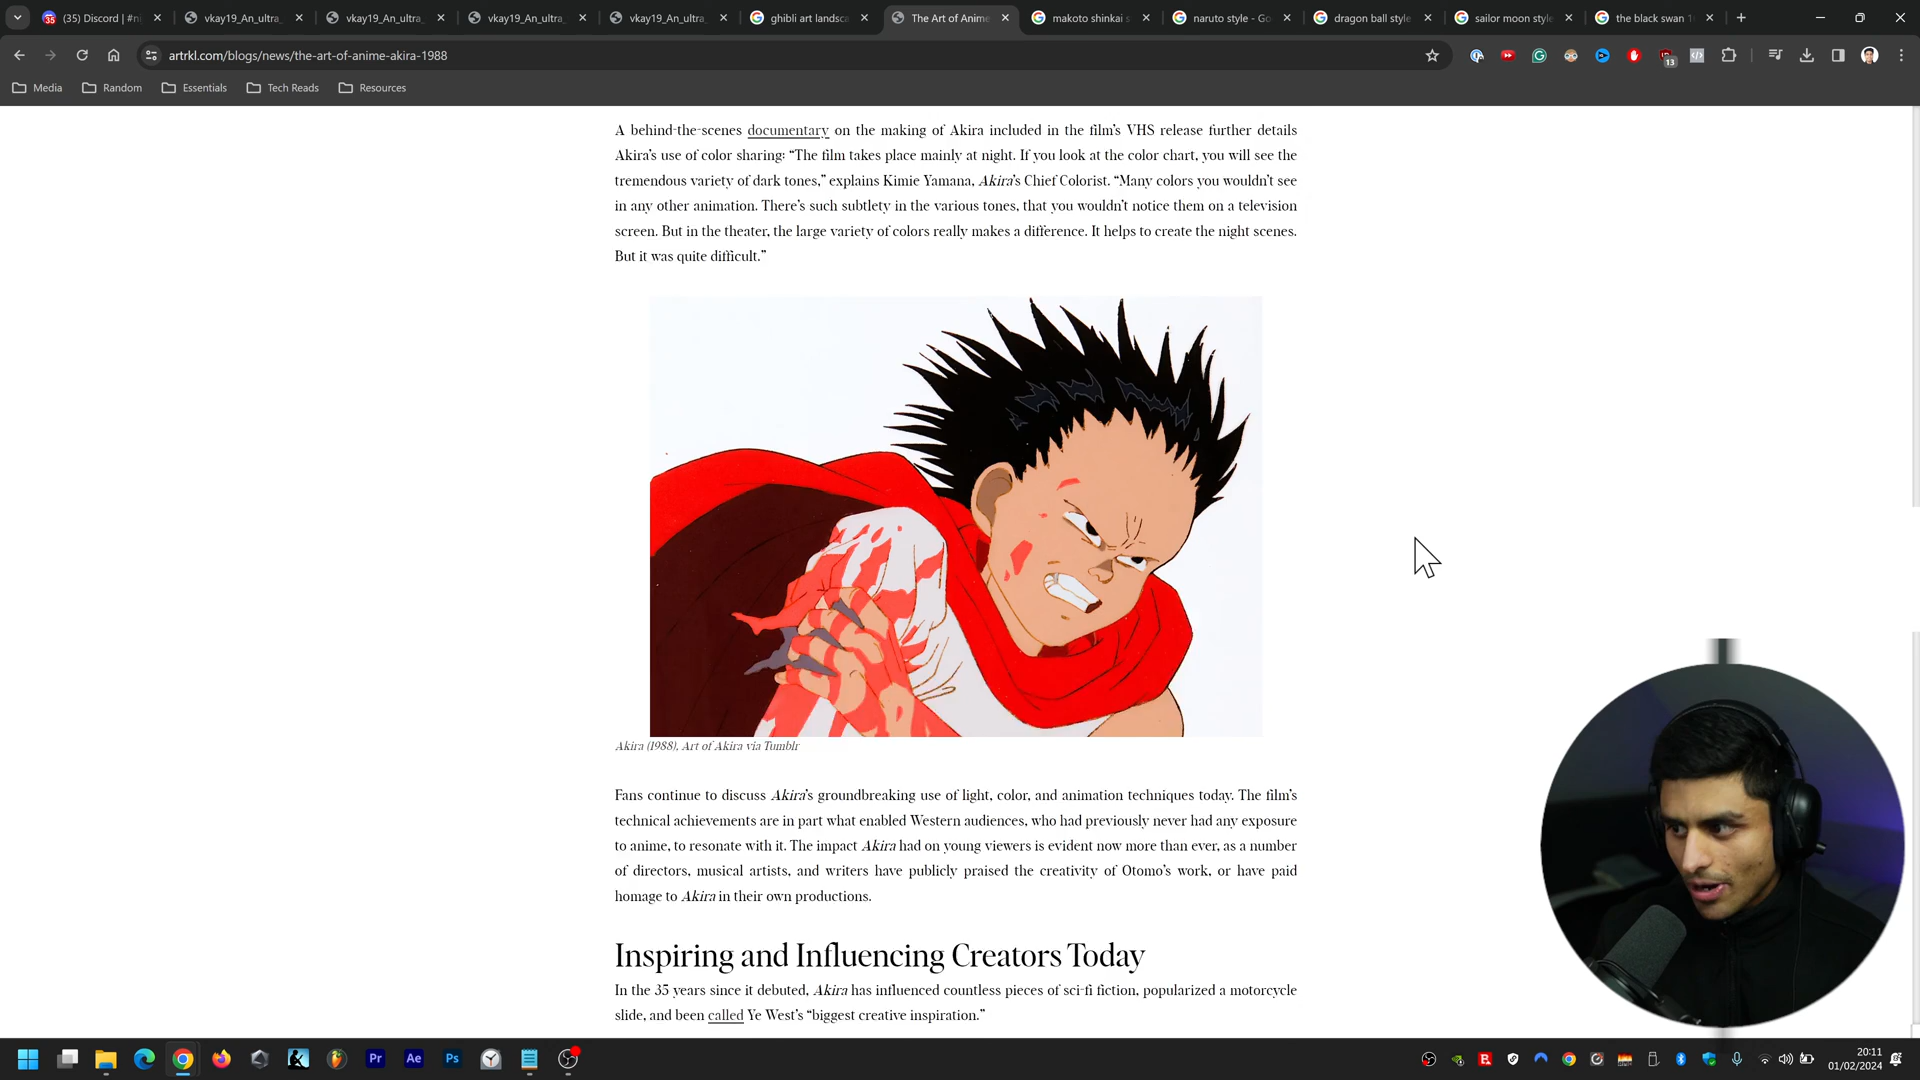 (35) Discord | #ni
vkay19_An_ultra_
vkay19_An_ultra_
vkay19_An_ultra_
vkay19_An_ultra_
ghibli art landsca
The Art of Anime
makoto shinkai s
naruto style - Go
dragon ball style
sailor moon style
the black swan 1
artrkl.com/blogs/news/the-art-of-anime-akira-1988
13
Media
Random
Essentials
Tech Reads
Resources
A behind-the-scenes documentary on the making of Akira included in the film’s VHS release further details
Akira’s use of color sharing: “The film takes place mainly at night. If you look at the color chart, you will see the
tremendous variety of dark tones,” explains Kimie Yamana, Akira’s Chief Colorist. “Many colors you wouldn’t see
in any other animation. There’s such subtlety in the various tones, that you wouldn’t notice them on a television
screen. But in the theater, the large variety of colors really makes a difference. It helps to create the night scenes.
But it was quite difficult.”
Akira (1988), Art of Akira via Tumblr
Fans continue to discuss Akira’s groundbreaking use of light, color, and animation techniques today. The film’s
technical achievements are in part what enabled Western audiences, who had previously never had any exposure
to anime, to resonate with it. The impact Akira had on young viewers is evident now more than ever, as a number
of directors, musical artists, and writers have publicly praised the creativity of Otomo’s work, or have paid
homage to Akira in their own productions.
Inspiring and Influencing Creators Today
In the 35 years since it debuted, Akira has influenced countless pieces of sci-fi fiction, popularized a motorcycle
slide, and been called Ye West’s “biggest creative inspiration.”
Pr
Ae
Ps
20:11
01/02/2024